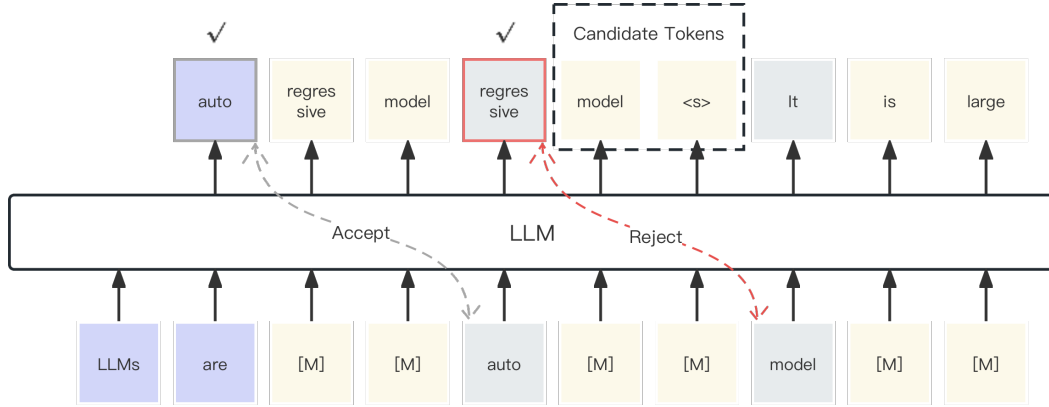 √ √
Candidate Tokens
auto
regres
sive
model
regres
sive
model
<s>
It
is
large
Accept
LLM
Reject
LLMs
are
[M]
[M]
auto
[M]
[M]
model
[M]
[M]